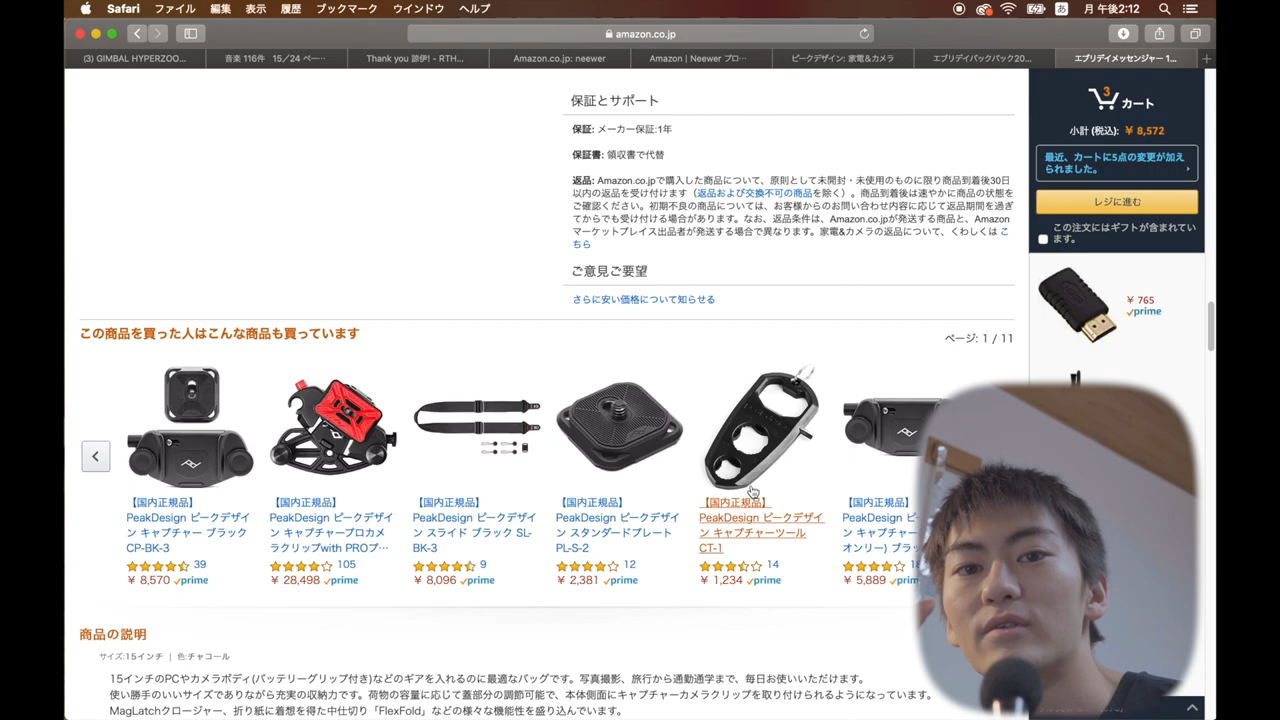 Safari ファイル 編集 表示 履歴 ブックマーク ウインドウ ヘルプ
月 午後2:12
amazon.co.jp
(3) GIMBAL HYPERZOO...
音楽 116件 15／24 ペー…
Thank you 諒伊! - RTH...
Amazon.co.jp: neewer
Amazon | Neewer プロ…
ピークデザイン: 家電&カメラ
エブリデイバックパック20...
エブリデイメッセンジャー 1...
3 カート
小計 (税込): ¥ 8,572
最近、カートに5点の変更が加え
られました。
レジに進む
この注文にはギフトが含まれてい
ます。
¥ 765
prime
保証とサポート
保証: メーカー保証:1年
保証書: 領収書で代替
返品: Amazon.co.jpで購入した商品について、原則として未開封・未使用のものに限り商品到着後30日
以内の返品を受け付けます（返品および交換不可の商品を除く）。商品到着後は速やかに商品の状態を
ご確認ください。初期不良の商品については、お客様からのお問い合わせ内容に応じて返品期間を過ぎ
てからでも受け付ける場合があります。なお、返品条件は、Amazon.co.jpが発送する商品と、Amazon
マーケットプレイス出品者が発送する場合で異なります。家電&カメラの返品について、くわしくは こ
ちら
ご意見ご要望
さらに安い価格について知らせる
この商品を買った人はこんな商品も買っています
ページ: 1 / 11
【国内正規品】
PeakDesign ピークデザイ
ン キャプチャー ブラック
CP-BK-3
39
¥ 8,570 prime
【国内正規品】
PeakDesign ピークデザイ
ン キャプチャープロカメ
ラクリップwith PROプ…
105
¥ 28,498 prime
【国内正規品】
PeakDesign ピークデザイ
ン スライド ブラック SL-
BK-3
9
¥ 8,096 prime
【国内正規品】
PeakDesign ピークデザイ
ン スタンダードプレート
PL-S-2
12
¥ 2,381 prime
【国内正規品】
PeakDesign ピークデザイ
ン キャプチャーツール
CT-1
14
¥ 1,234 prime
【国内正規品】
PeakDesign ピ
ン キャプチャ
オンリー) ブラ
¥ 5,889
商品の説明
サイズ:15インチ | 色:チャコール
15インチのPCやカメラボディ(バッテリーグリップ付き)などのギアを入れるのに最適なバッグです。写真撮影、旅行から通勤通学まで、毎日お使いいただけます。
使い勝手のいいサイズでありながら充実の収納力です。荷物の容量に応じて蓋部分の調節可能で、本体側面にキャプチャーカメラクリップを取り付けられるようになっています。
MagLatchクロージャー、折り紙に着想を得た中仕切り「FlexFold」などの様々な機能性を盛り込んでいます。